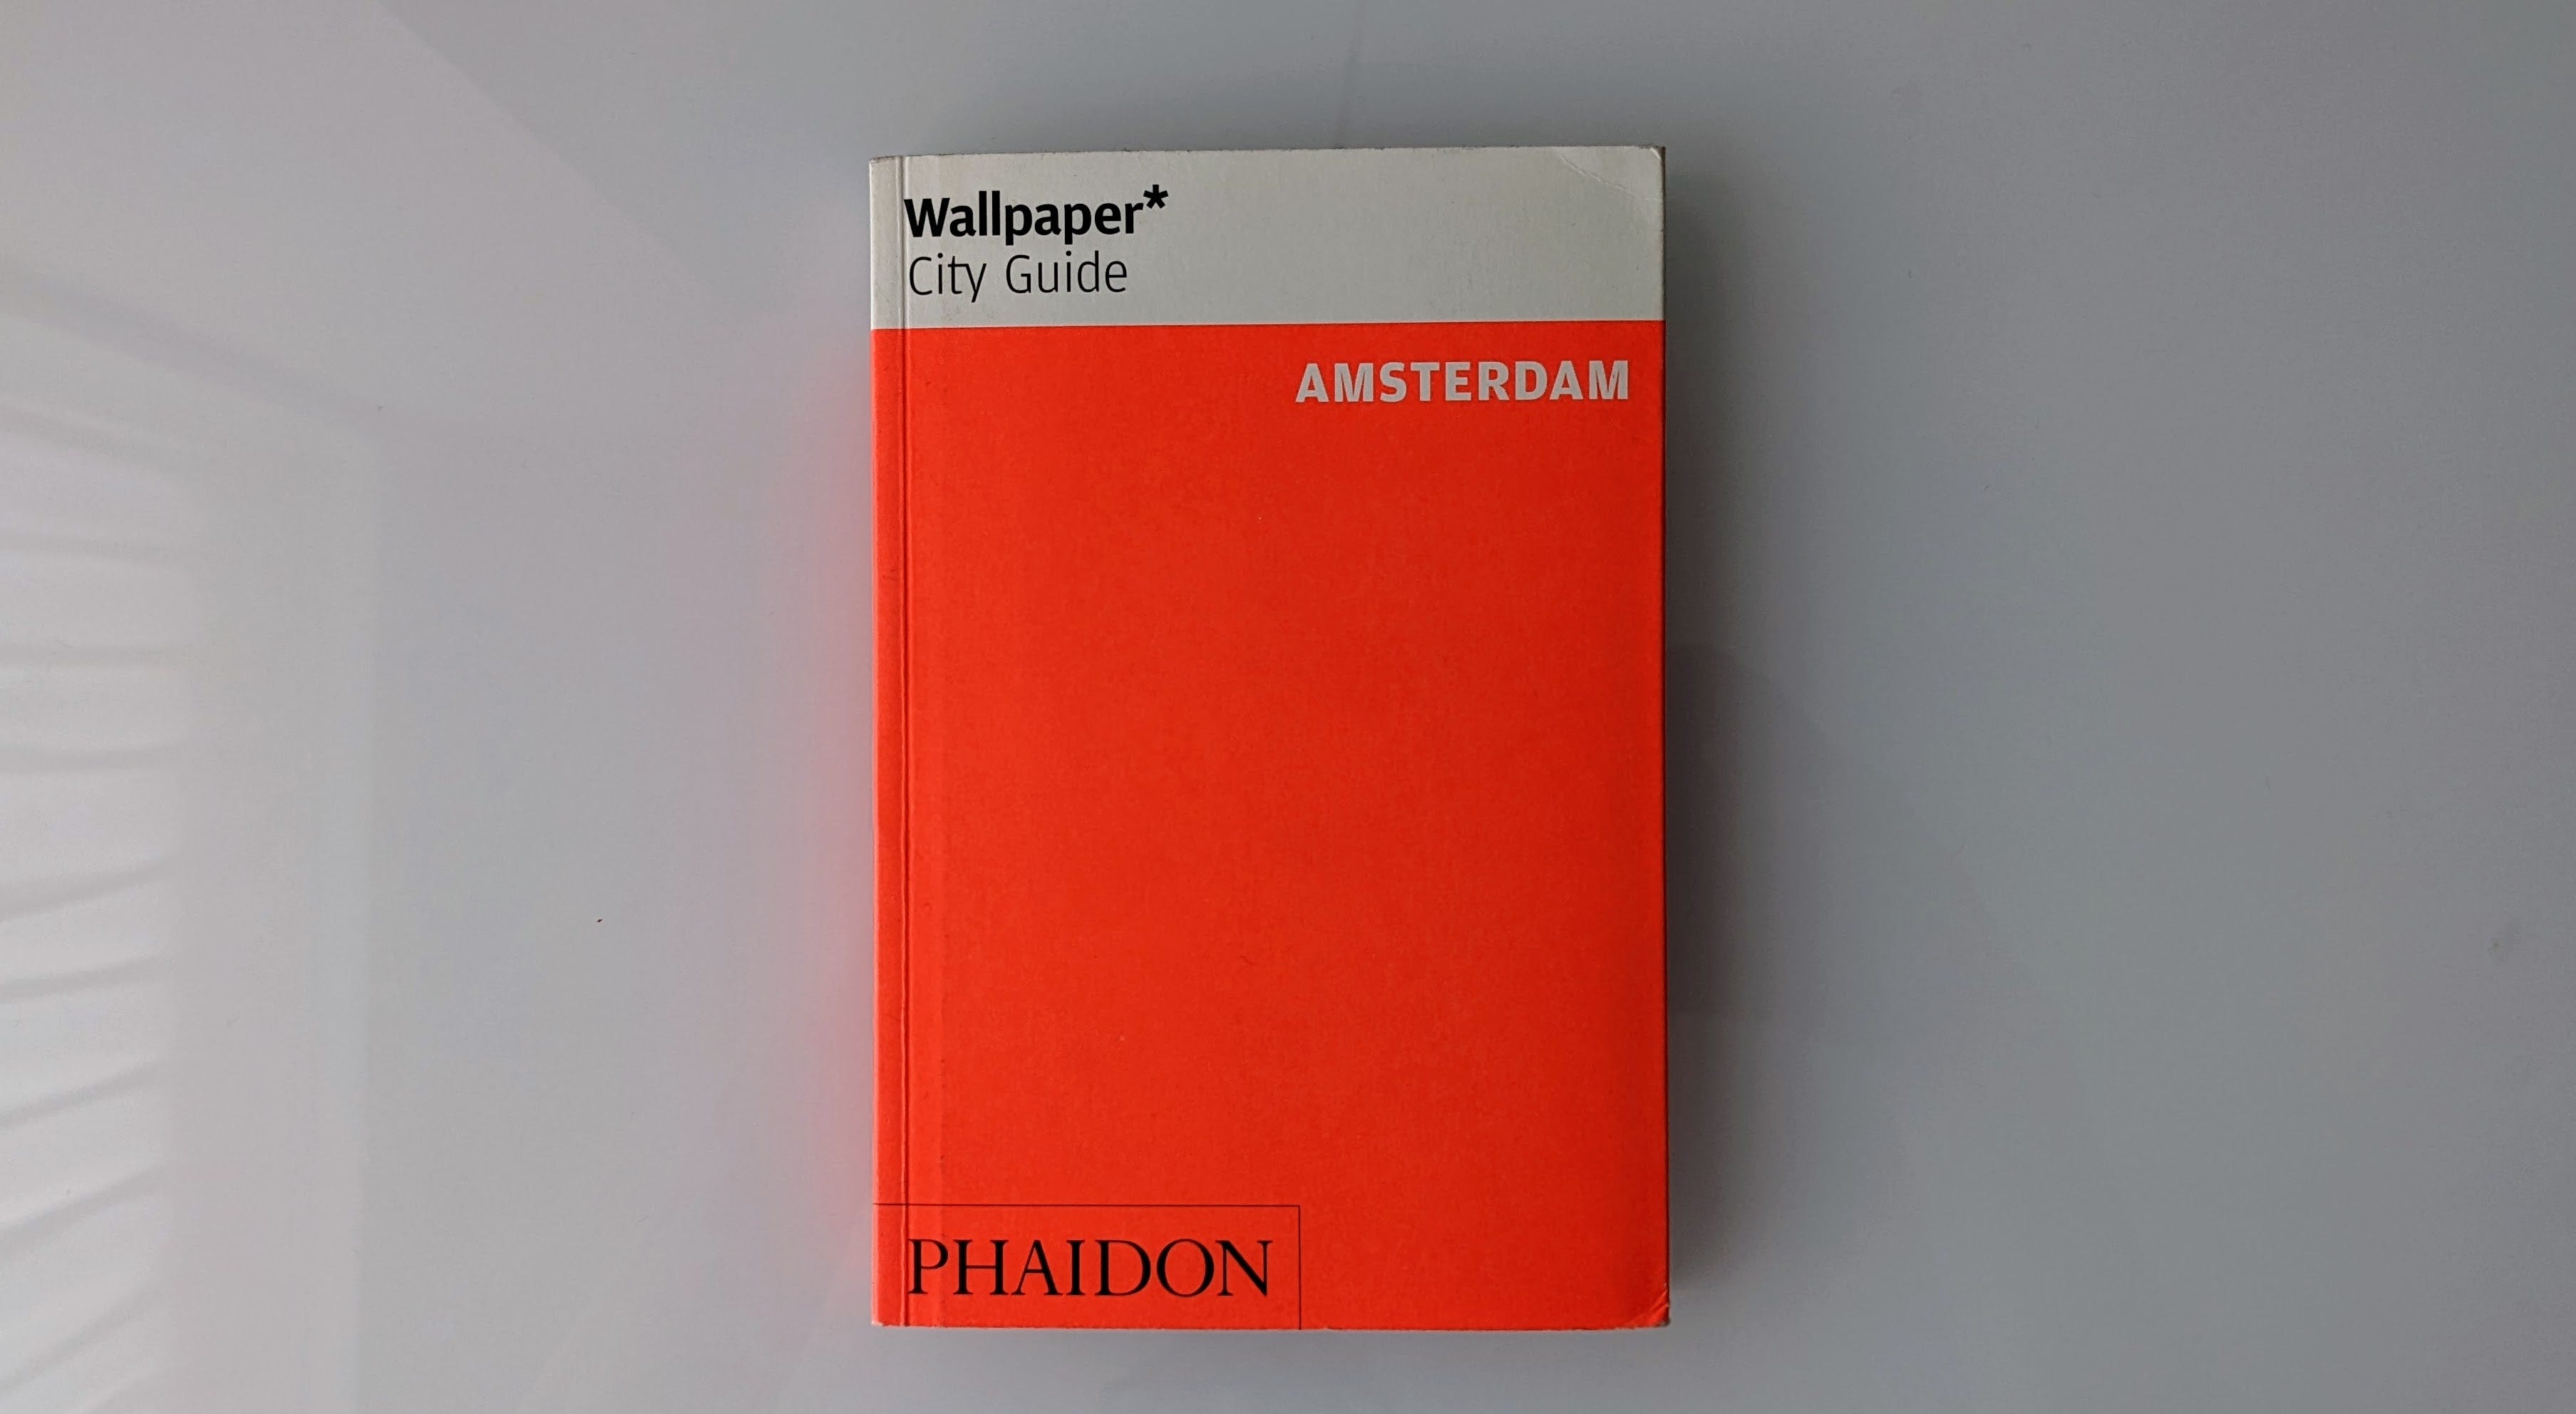 Wallpaper*
City Guide
AMSTERDAM
PHAIDON